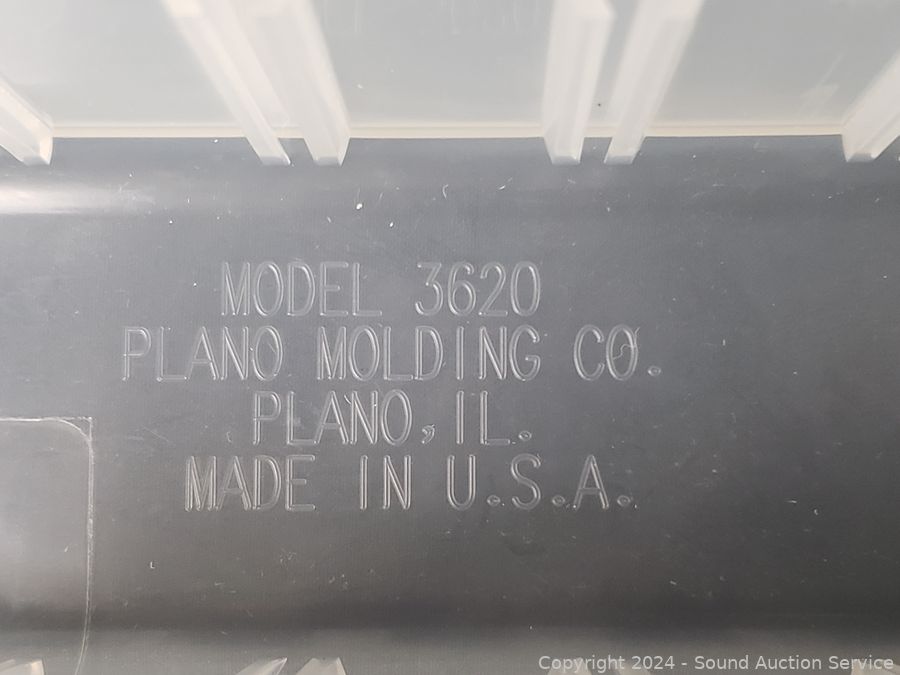 MODEL 3620
PLANO MOLDING CO.
PLANO, IL.
MADE IN U.S.A.
Copyright 2024 - Sound Auction Service